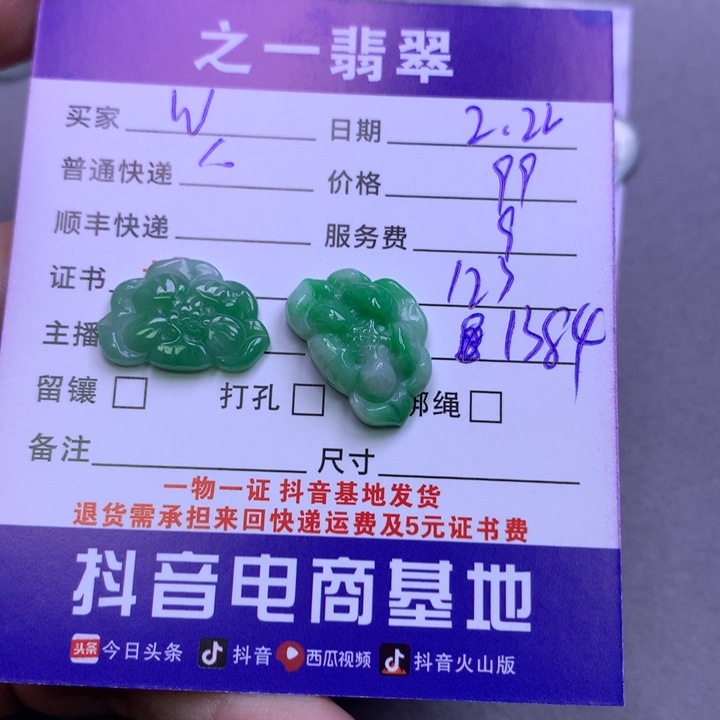 之一翡翠
买家 W 日期 2.22
普通快递 价格 99
顺丰快递 服务费 9
证书 123
主播 1384
留镶 打孔 绑绳
备注 尺寸
一物一证 抖音基地发货
退货需承担来回快递运费及5元证书费
抖音电商基地
头条 今日头条 抖音 西瓜视频 抖音火山版